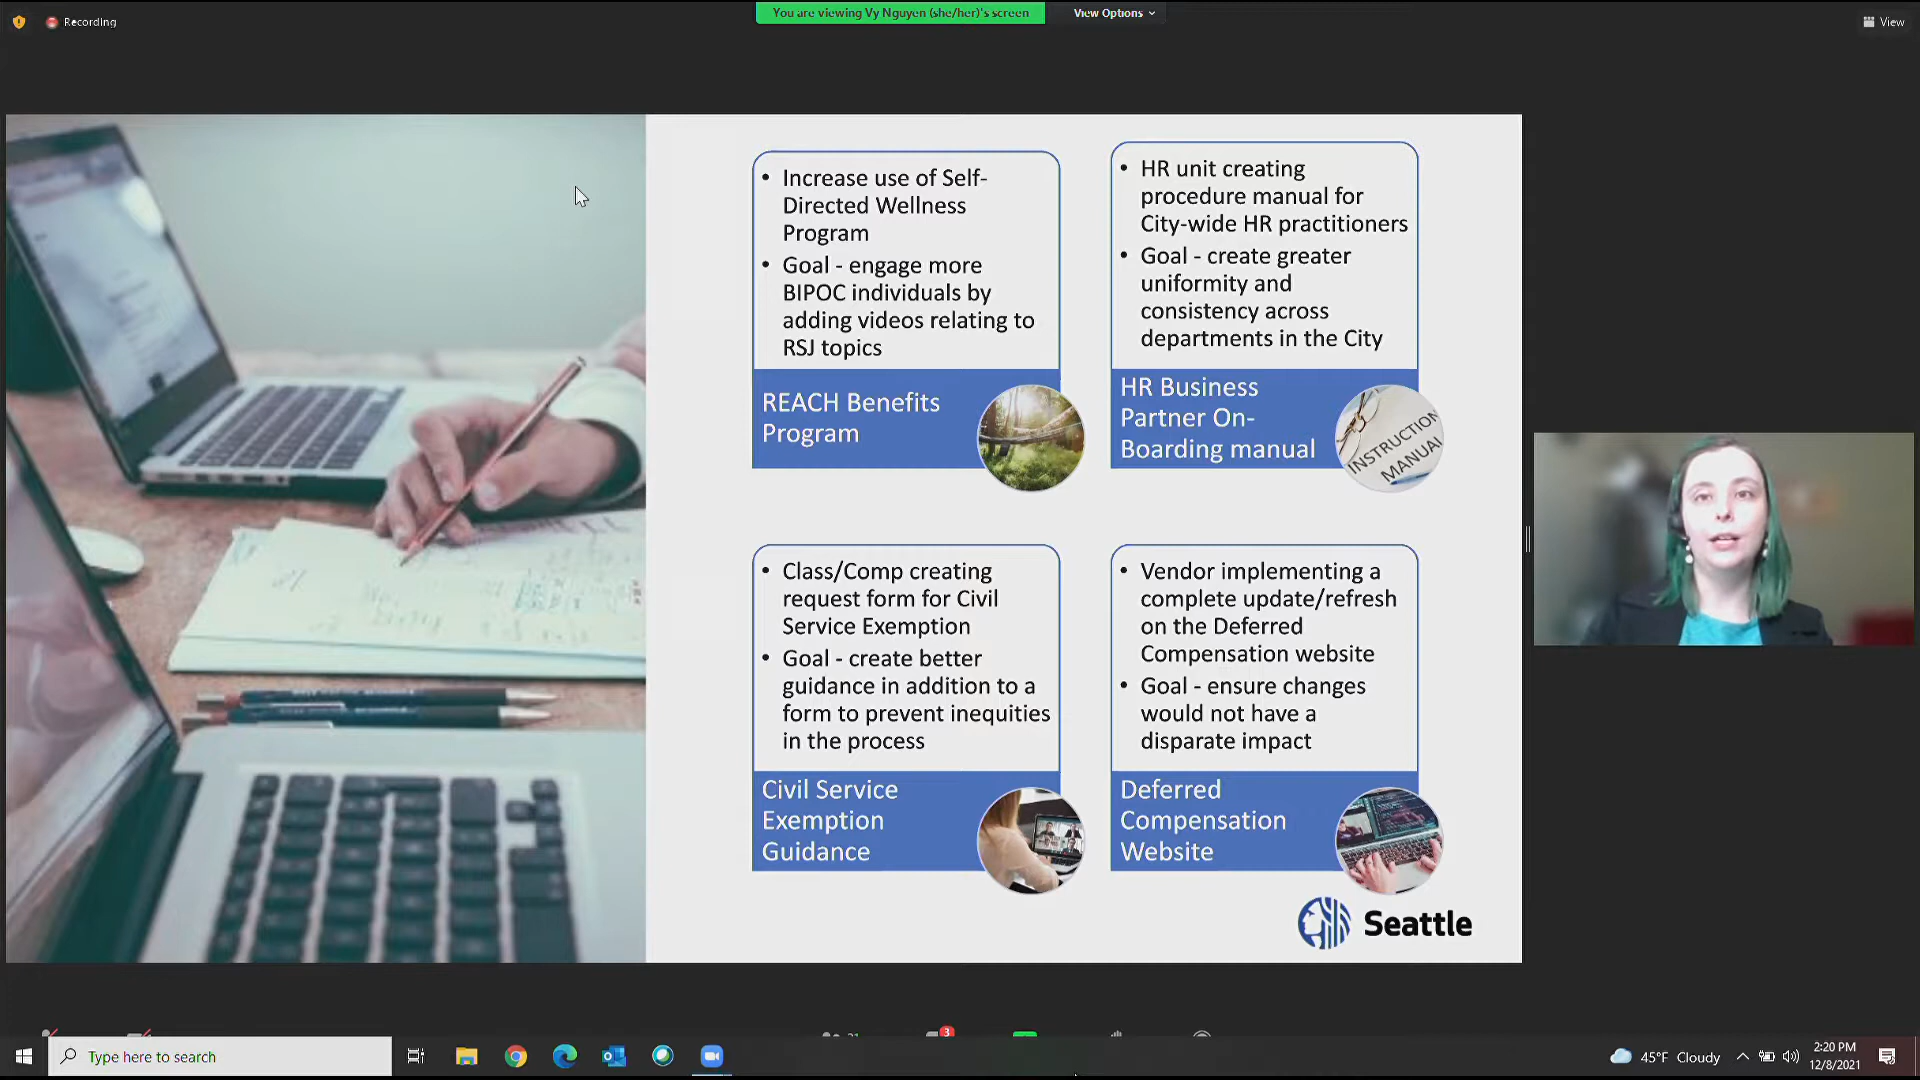 Recording
You are viewing Vy Nguyen (she/her)'s screen
View Options
View
• Increase use of Self-
Directed Wellness
Program
• Goal - engage more
BIPOC individuals by
adding videos relating to
RSJ topics
REACH Benefits
Program
• HR unit creating
procedure manual for
City-wide HR practitioners
• Goal - create greater
uniformity and
consistency across
departments in the City
HR Business
Partner On-
Boarding manual
INSTRUCTION
MANUAL
• Class/Comp creating
request form for Civil
Service Exemption
• Goal - create better
guidance in addition to a
form to prevent inequities
in the process
Civil Service
Exemption
Guidance
• Vendor implementing a
complete update/refresh
on the Deferred
Compensation website
• Goal - ensure changes
would not have a
disparate impact
Deferred
Compensation
Website
Seattle
3
Type here to search
45°F Cloudy
2:20 PM
12/8/2021